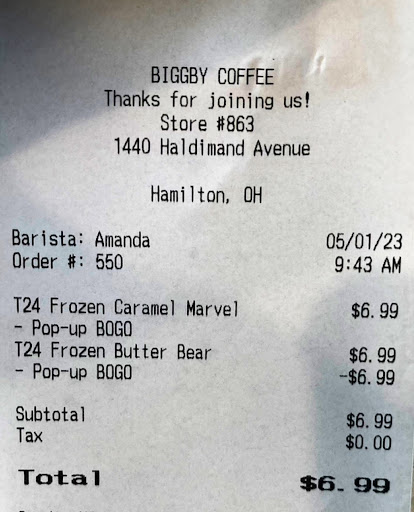 BIGGBY COFFEE
Thanks for joining us!
Store #863
1440 Haldimand Avenue
Hamilton, OH
Barista: Amanda 05/01/23
Order #: 550 9:43 AM
T24 Frozen Caramel Marvel $6.99
- Pop-up BOGO
T24 Frozen Butter Bear $6.99
- Pop-up BOGO -$6.99
Subtotal $6.99
Tax $0.00
Total $6.99